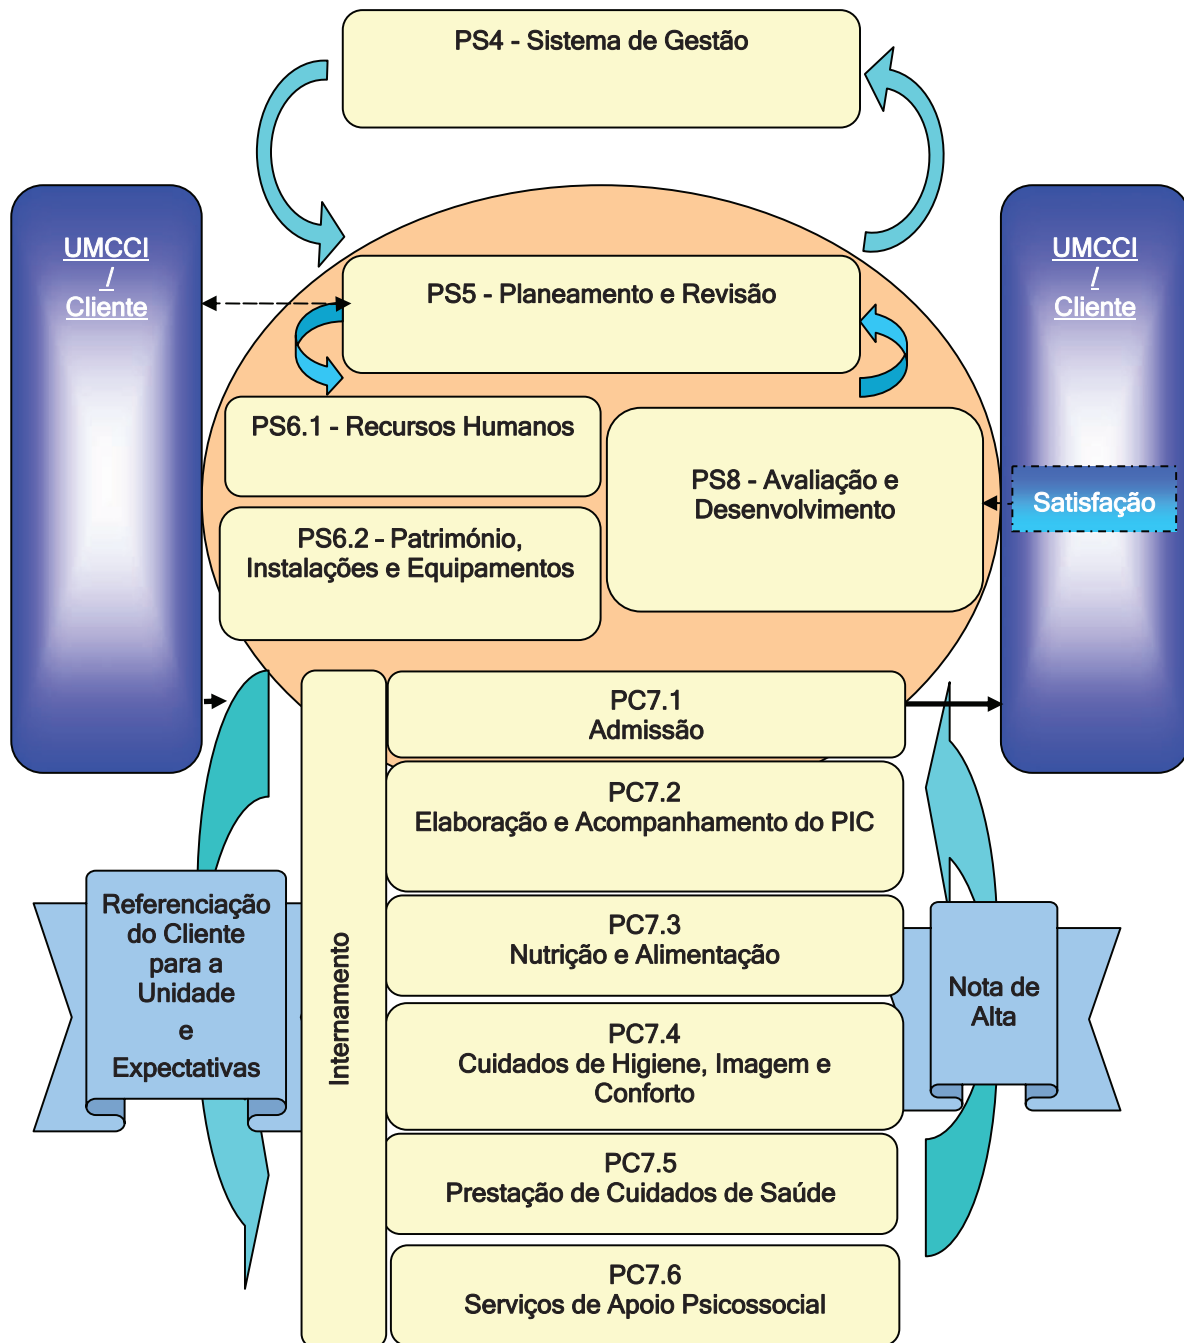 PS4 - Sistema de Gestão
UMCCI
/
Cliente
UMCCI
/
Cliente
PS5 - Planeamento e Revisão
PS6.1 - Recursos Humanos
PS8 - Avaliação e
Desenvolvimento
Satisfação
PS6.2 - Património,
Instalações e Equipamentos
Internamento
PC7.1
Admissão
PC7.2
Elaboração e Acompanhamento do PIC
Referenciação
do Cliente
para a
Unidade
e
Expectativas
PC7.3
Nutrição e Alimentação
Nota de
Alta
PC7.4
Cuidados de Higiene, Imagem e
Conforto
PC7.5
Prestação de Cuidados de Saúde
PC7.6
Serviços de Apoio Psicossocial